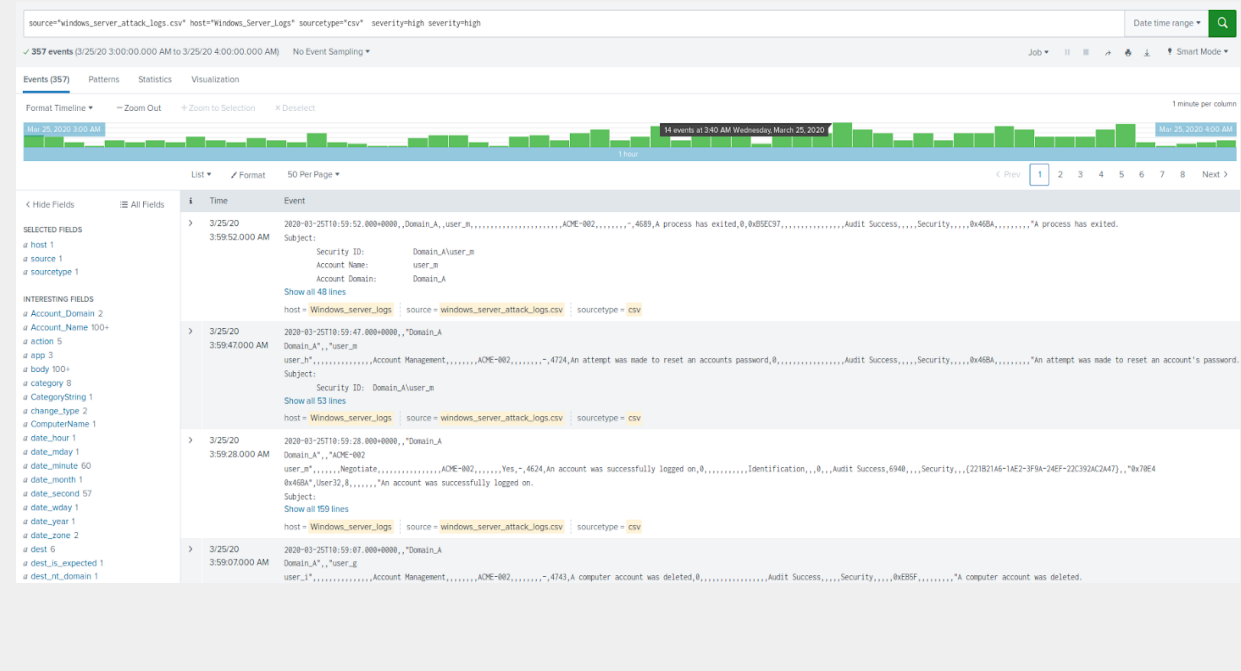 source="windows_server_attack_logs.csv" host="Windows_Server_Logs" sourcetype="csv" severity=high severity=high
Date time range
357 events (3/25/20 3:00:00.000 AM to 3/25/20 4:00:00.000 AM) No Event Sampling
Job Smart Mode
Events (357) Patterns Statistics Visualization
Format Timeline − Zoom Out + Zoom to Selection × Deselect
1 minute per column
Mar 25, 2020 3:00 AM
14 events at 3:40 AM Wednesday, March 25, 2020
Mar 25, 2020 4:00 AM
1 hour
List Format 50 Per Page
< Prev 1 2 3 4 5 6 7 8 Next >
< Hide Fields All Fields
SELECTED FIELDS
a host 1
a source 1
a sourcetype 1
INTERESTING FIELDS
a Account_Domain 2
a Account_Name 100+
a action 5
a app 3
a body 100+
a category 8
a CategoryString 1
a change_type 2
a ComputerName 1
a date_hour 1
a date_mday 1
a date_minute 60
a date_month 1
a date_second 57
a date_wday 1
a date_year 1
a date_zone 2
a dest 6
a dest_is_expected 1
a dest_nt_domain 1
i Time Event
> 3/25/20
3:59:52.000 AM
2020-03-25T10:59:52.000+0000,,Domain_A,,user_m,,,,,,,,,,,,,,,,,,,,,,,ACME-002,,,,,,,,-,4689,A process has exited,0,0xB5EC97,,,,,,,,,,,,,,,,Audit Success,,,,,Security,,,,,0x46BA,,,,,,,,,"A process has exited.
Subject:
Security ID: Domain_A\user_m
Account Name: user_m
Account Domain: Domain_A
Show all 48 lines
host = Windows_server_logs source = windows_server_attack_logs.csv sourcetype = csv
> 3/25/20
3:59:47.000 AM
2020-03-25T10:59:47.000+0000,,"Domain_A
Domain_A",,"user_m
user_h",,,,,,,,,,,,,,,Account Management,,,,,,,,ACME-002,,,,,,,,-,4724,An attempt was made to reset an accounts password,0,,,,,,,,,,,,,,,,,Audit Success,,,,,Security,,,,,0x46BA,,,,,,,,,"An attempt was made to reset an account's password.
Subject:
Security ID: Domain_A\user_m
Show all 53 lines
host = Windows_server_logs source = windows_server_attack_logs.csv sourcetype = csv
> 3/25/20
3:59:28.000 AM
2020-03-25T10:59:28.000+0000,,"Domain_A
Domain_A",,"ACME-002
user_m",,,,,,,Negotiate,,,,,,,,,,,,,,,,ACME-002,,,,,,,Yes,-,4624,An account was successfully logged on,0,,,,,,,,,,,Identification,,,0,,,Audit Success,6940,,,,Security,,,{221B21A6-1AE2-3F9A-24EF-22C392AC2A47},,"0x70E4
0x46BA",User32,8,,,,,,,"An account was successfully logged on.
Subject:
Show all 159 lines
host = Windows_server_logs source = windows_server_attack_logs.csv sourcetype = csv
> 3/25/20
3:59:07.000 AM
2020-03-25T10:59:07.000+0000,,"Domain_A
Domain_A",,"user_g
user_i",,,,,,,,,,,,,,,Account Management,,,,,,,,ACME-002,,,,,,,,-,4743,A computer account was deleted,0,,,,,,,,,,,,,,,,,Audit Success,,,,,Security,,,,,0xEB5F,,,,,,,,,"A computer account was deleted.